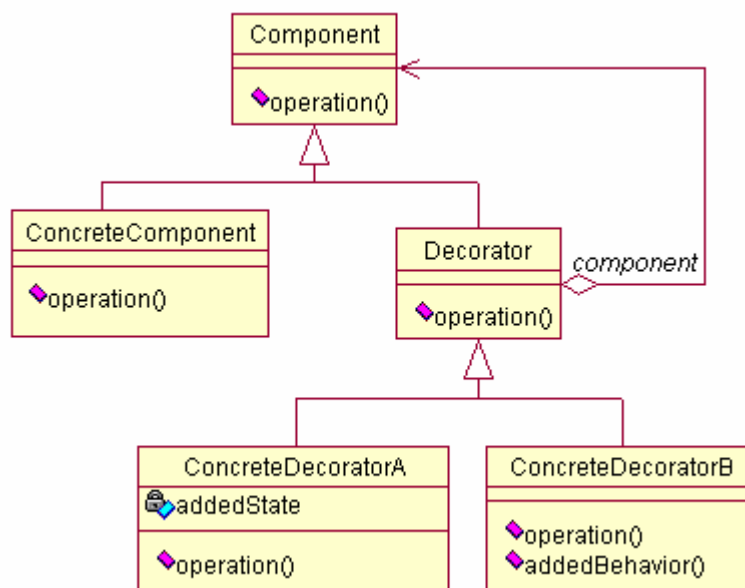 Component
operation()
ConcreteComponent
operation()
Decorator
component
operation()
ConcreteDecoratorA
addedState
operation()
ConcreteDecoratorB
operation()
addedBehavior()